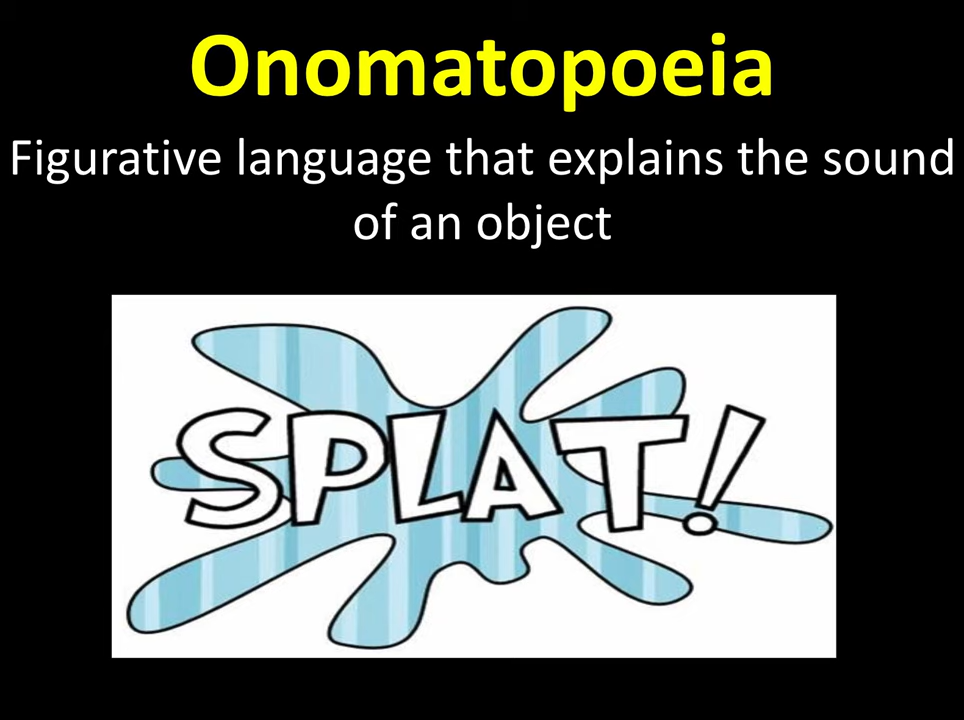 Onomatopoeia
Figurative language that explains the sound
of an object
SPLAT!